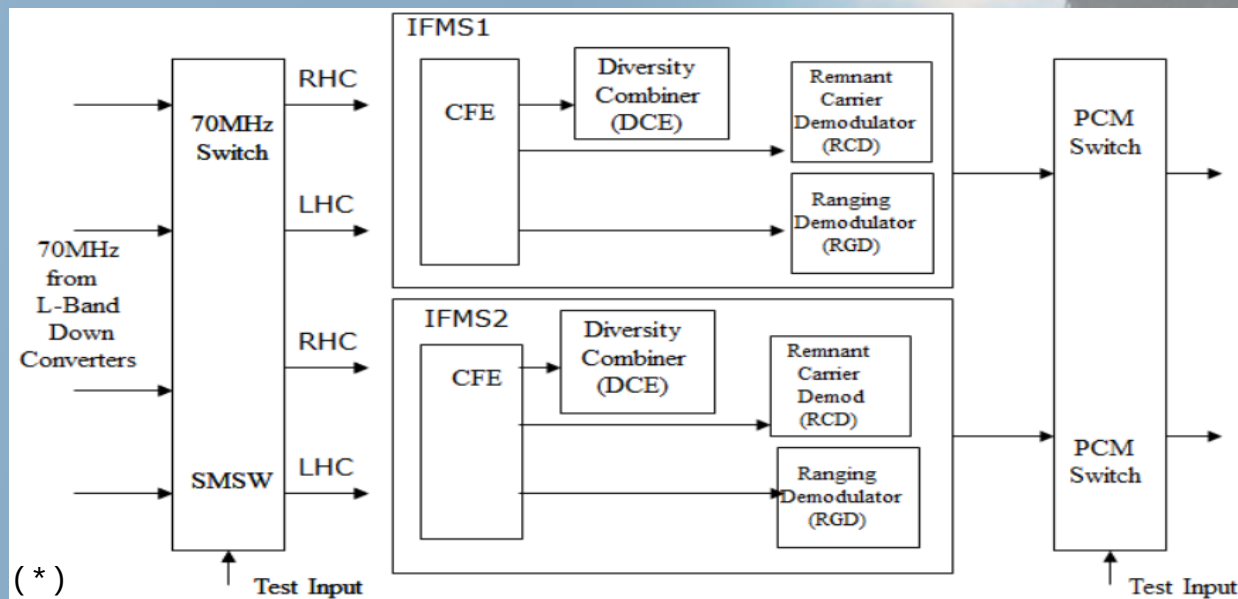 70MHz
from
L-Band
Down
Converters
70MHz
Switch
SMSW
Test Input
RHC
LHC
RHC
LHC
IFMS1
CFE
Diversity
Combiner
(DCE)
Remnant
Carrier
Demodulator
(RCD)
Ranging
Demodulator
(RGD)
IFMS2
CFE
Diversity
Combiner
(DCE)
Remnant
Carrier
Demod
(RCD)
Ranging
Demodulator
(RGD)
PCM
Switch
PCM
Switch
Test Input
(*)